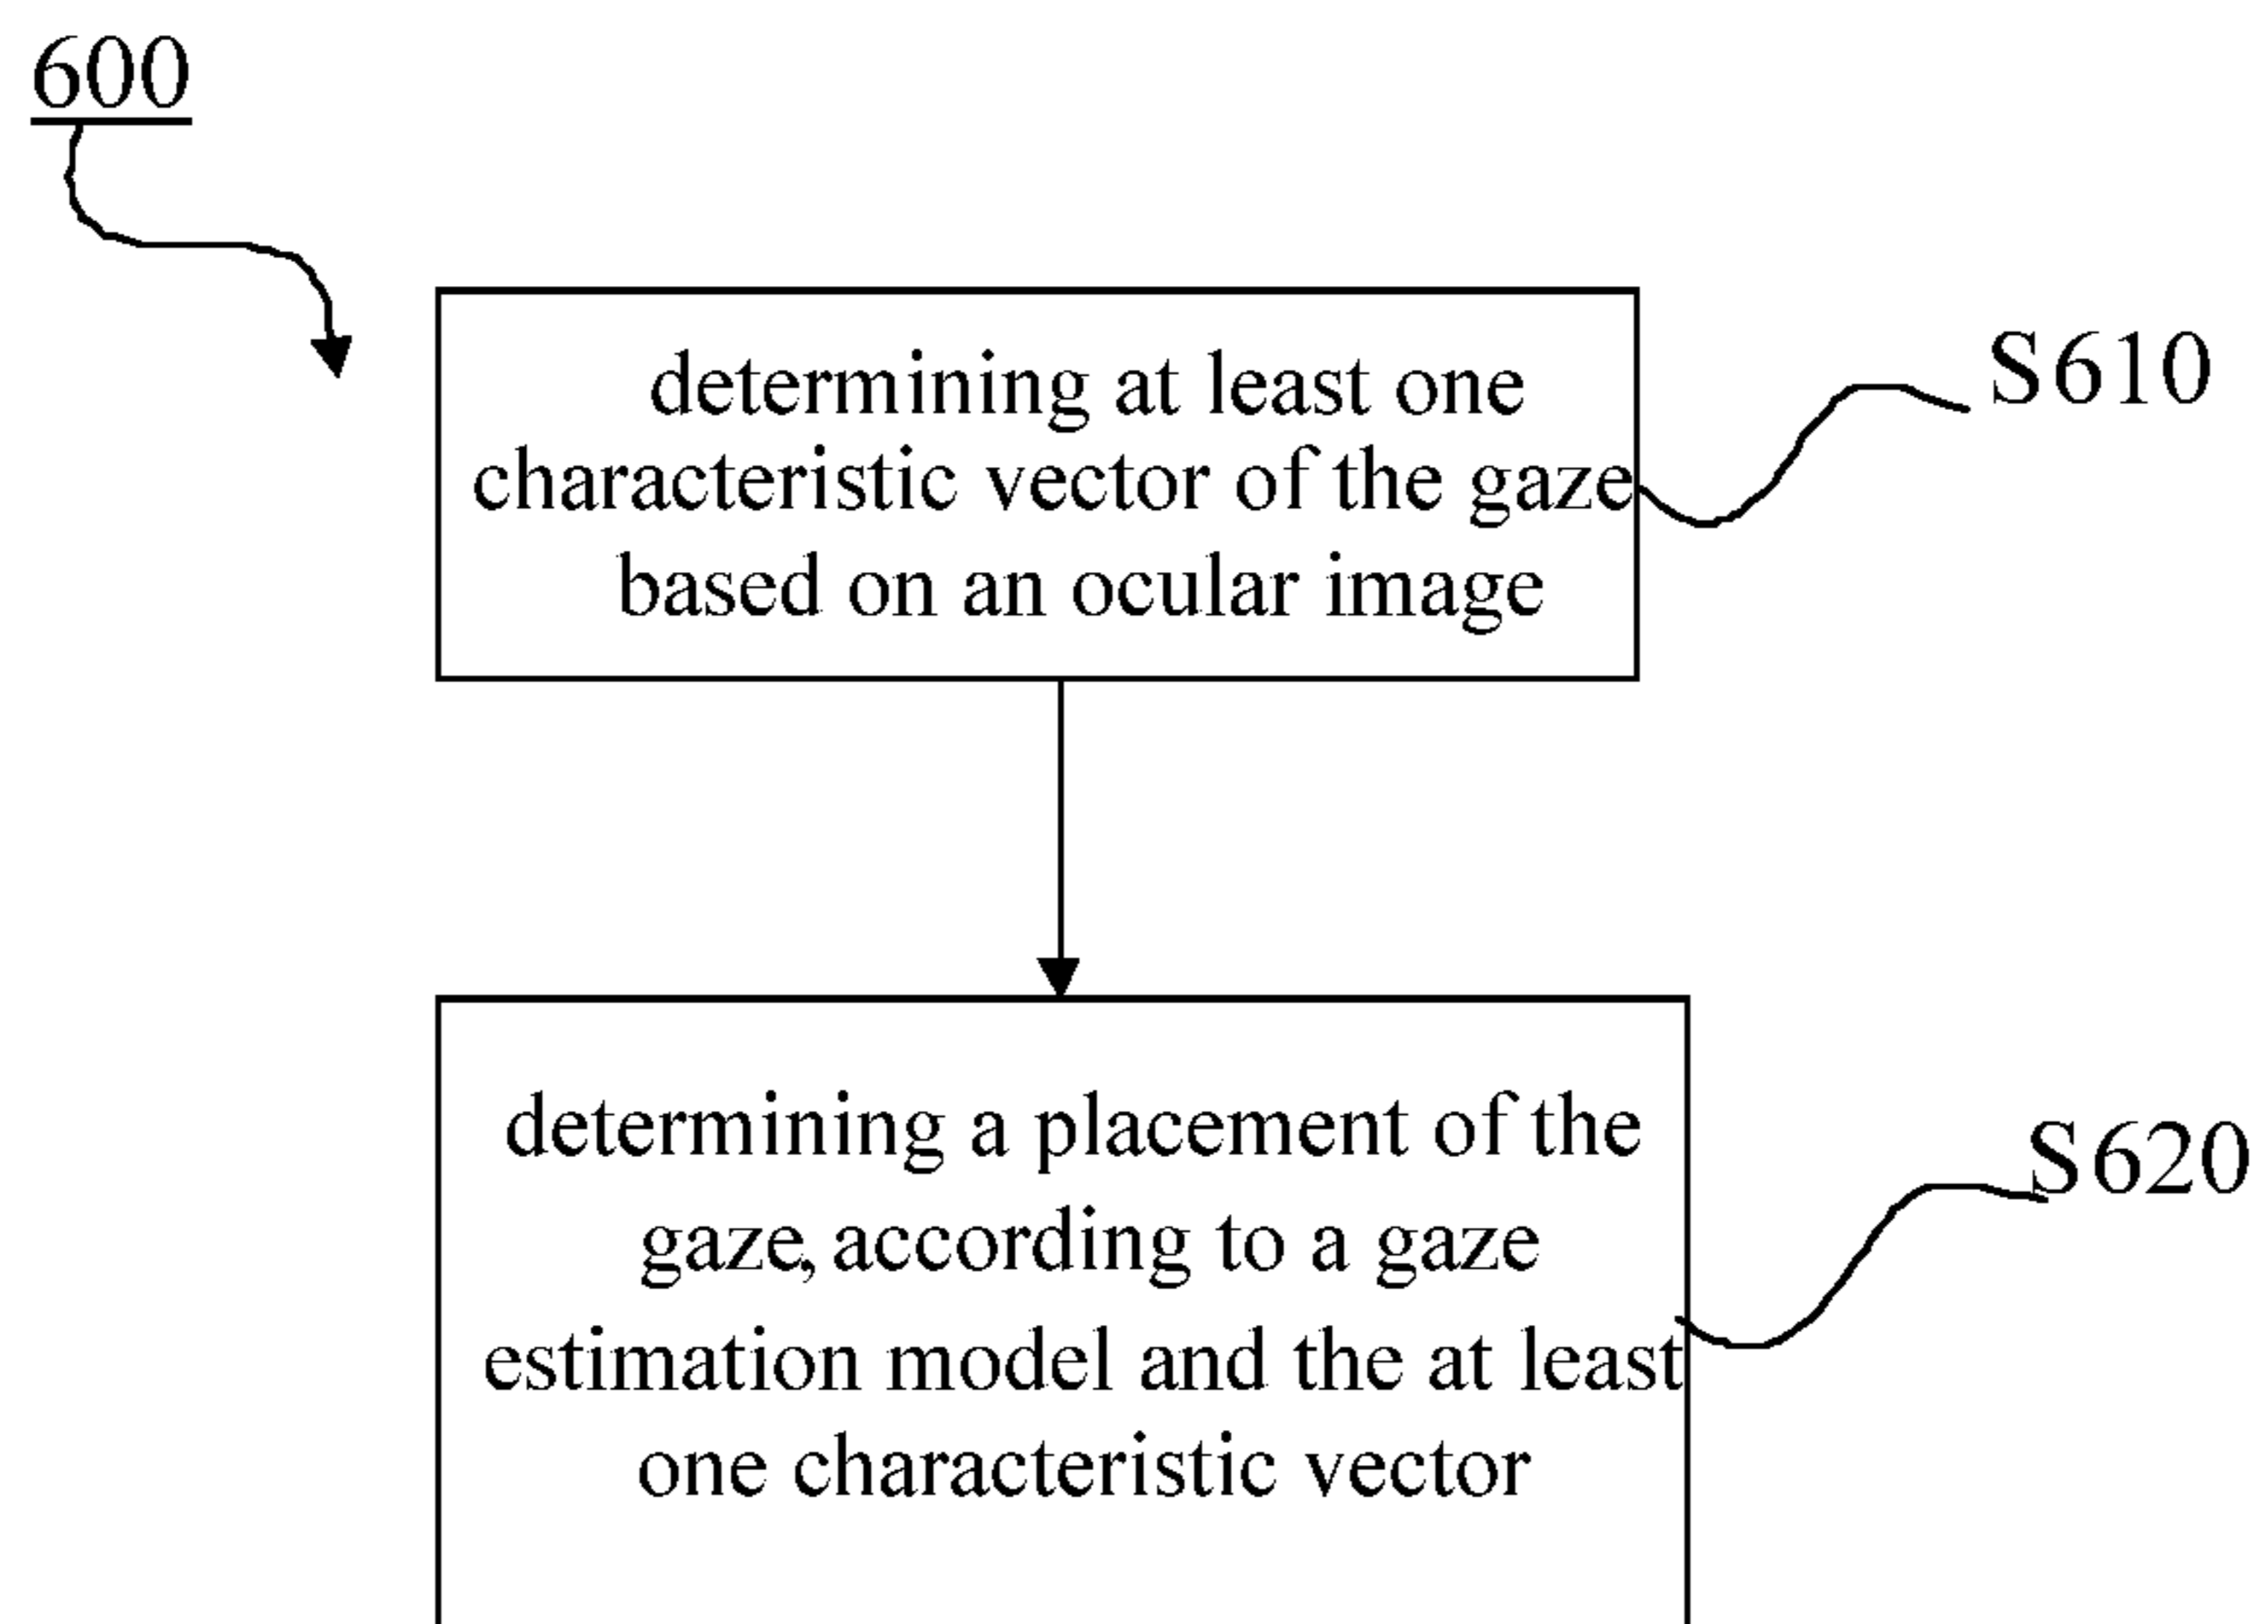 600
determining at least one
characteristic vector of the gaze
based on an ocular image
S610
determining a placement of the
gaze, according to a gaze
estimation model and the at least
one characteristic vector
S620